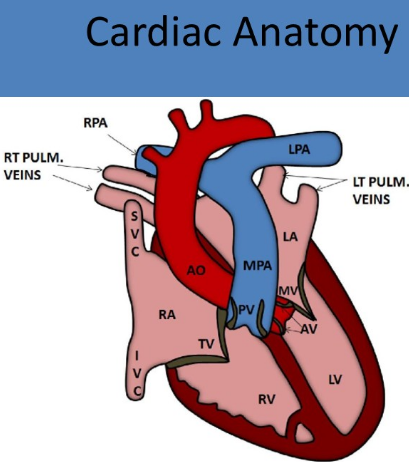 Cardiac Anatomy
RPA
LPA
RT PULM.
VEINS
LT PULM.
VEINS
S
V
C
LA
AO
MPA
MV
PV
RA
AV
TV
I
V
C
LV
RV